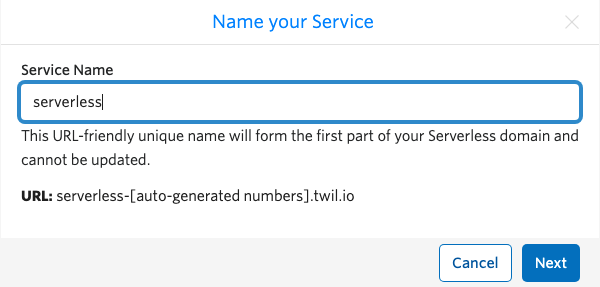 Name your Service
Service Name
serverless
This URL-friendly unique name will form the first part of your Serverless domain and
cannot be updated.
URL: serverless-[auto-generated numbers].twil.io
Cancel Next